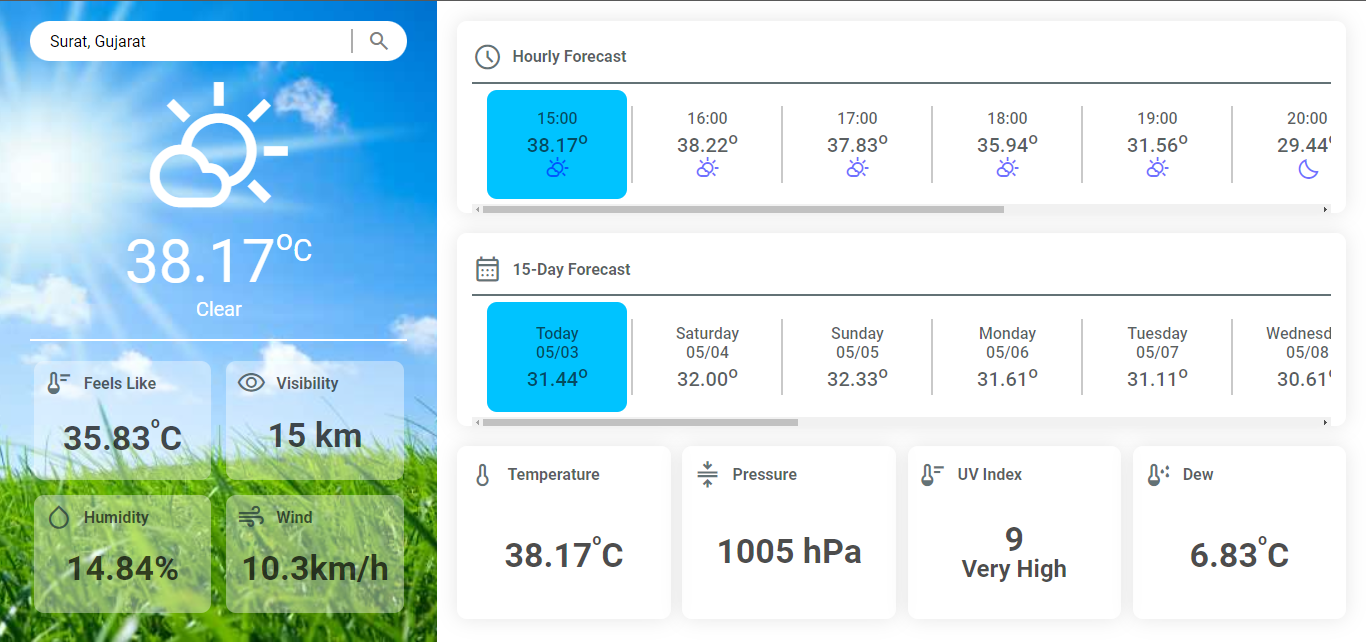 Surat, Gujarat
38.17°C
Clear
Feels Like
35.83°C
Visibility
15 km
Humidity
14.84%
Wind
10.3km/h
Hourly Forecast
15:00 16:00 17:00 18:00 19:00 20:00
38.17° 38.22° 37.83° 35.94° 31.56° 29.44°
15-Day Forecast
Today Saturday Sunday Monday Tuesday Wednesd
05/03 05/04 05/05 05/06 05/07 05/08
31.44° 32.00° 32.33° 31.61° 31.11° 30.61°
Temperature
38.17°C
Pressure
1005 hPa
UV Index
9
Very High
Dew
6.83°C